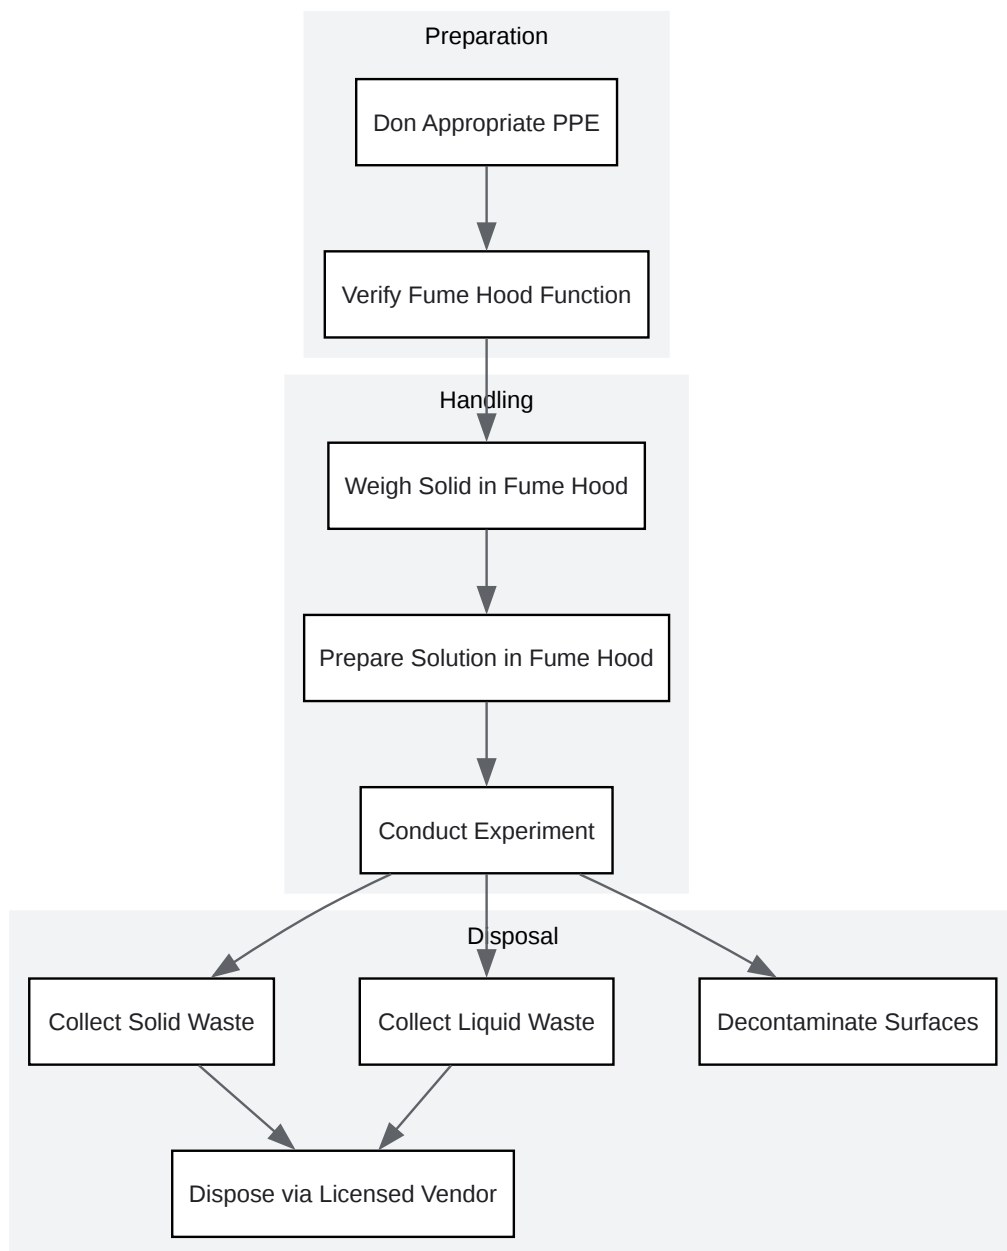 Preparation
Don Appropriate PPE
Verify Fume Hood Function
Handling
Weigh Solid in Fume Hood
Prepare Solution in Fume Hood
Conduct Experiment
Disposal
Collect Solid Waste
Collect Liquid Waste
Decontaminate Surfaces
Dispose via Licensed Vendor